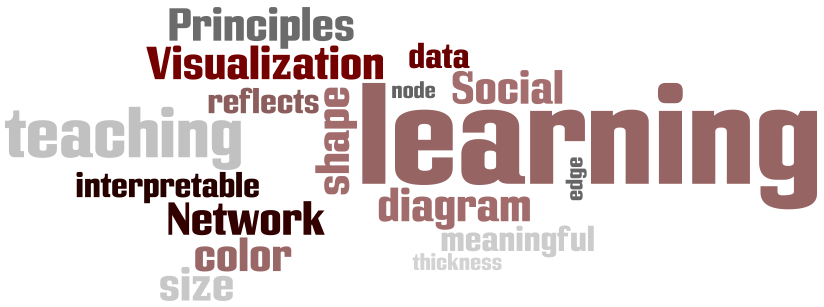 Principles
Visualization
data
node
Social
reflects
shape
learning
teaching
edge
interpretable
Network
diagram
color
meaningful
thickness
size